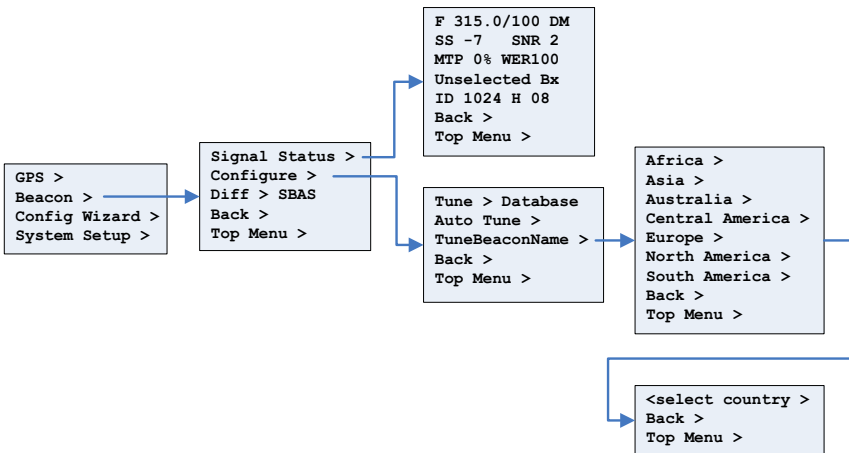 GPS >
Beacon >
Config Wizard >
System Setup >
Signal Status >
Configure >
Diff > SBAS
Back >
Top Menu >
F 315.0/100 DM
SS -7 SNR 2
MTP 0% WER100
Unselected Bx
ID 1024 H 08
Back >
Top Menu >
Tune > Database
Auto Tune >
TuneBeaconName >
Back >
Top Menu >
Africa >
Asia >
Australia >
Central America >
Europe >
North America >
South America >
Back >
Top Menu >
<select country >
Back >
Top Menu >